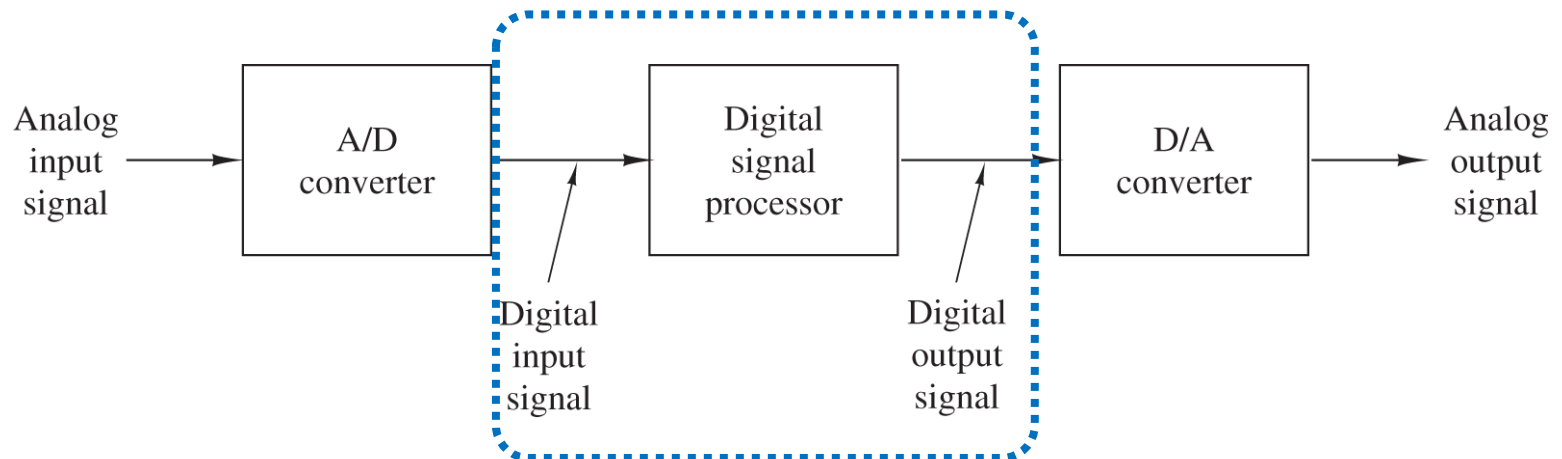 Analog
input
signal
A/D
converter
Digital
signal
processor
D/A
converter
Analog
output
signal
Digital
input
signal
Digital
output
signal